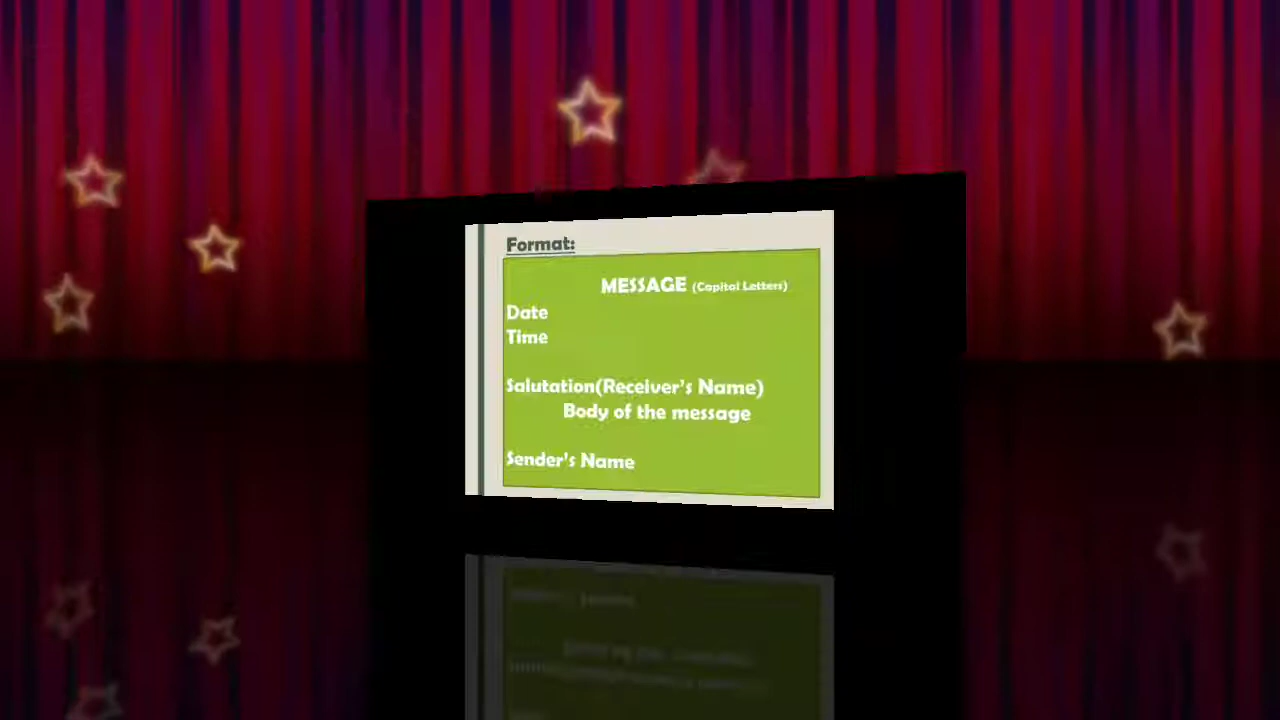 Format:
MESSAGE (Capital Letters)
Date
Time
Salutation(Receiver's Name)
Body of the message
Sender's Name